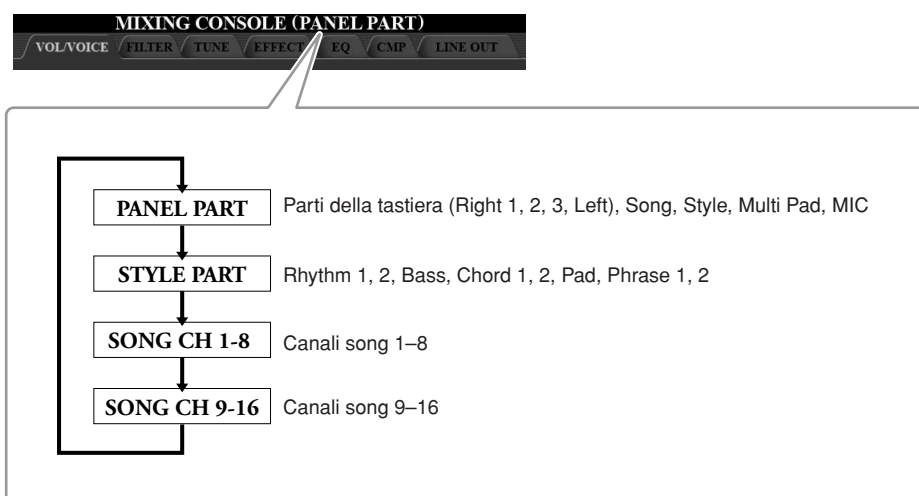 MIXING CONSOLE (PANEL PART)
VOL/VOICE FILTER TUNE EFFECT EQ CMP LINE OUT
PANEL PART Parti della tastiera (Right 1, 2, 3, Left), Song, Style, Multi Pad, MIC
STYLE PART Rhythm 1, 2, Bass, Chord 1, 2, Pad, Phrase 1, 2
SONG CH 1-8 Canali song 1–8
SONG CH 9-16 Canali song 9–16